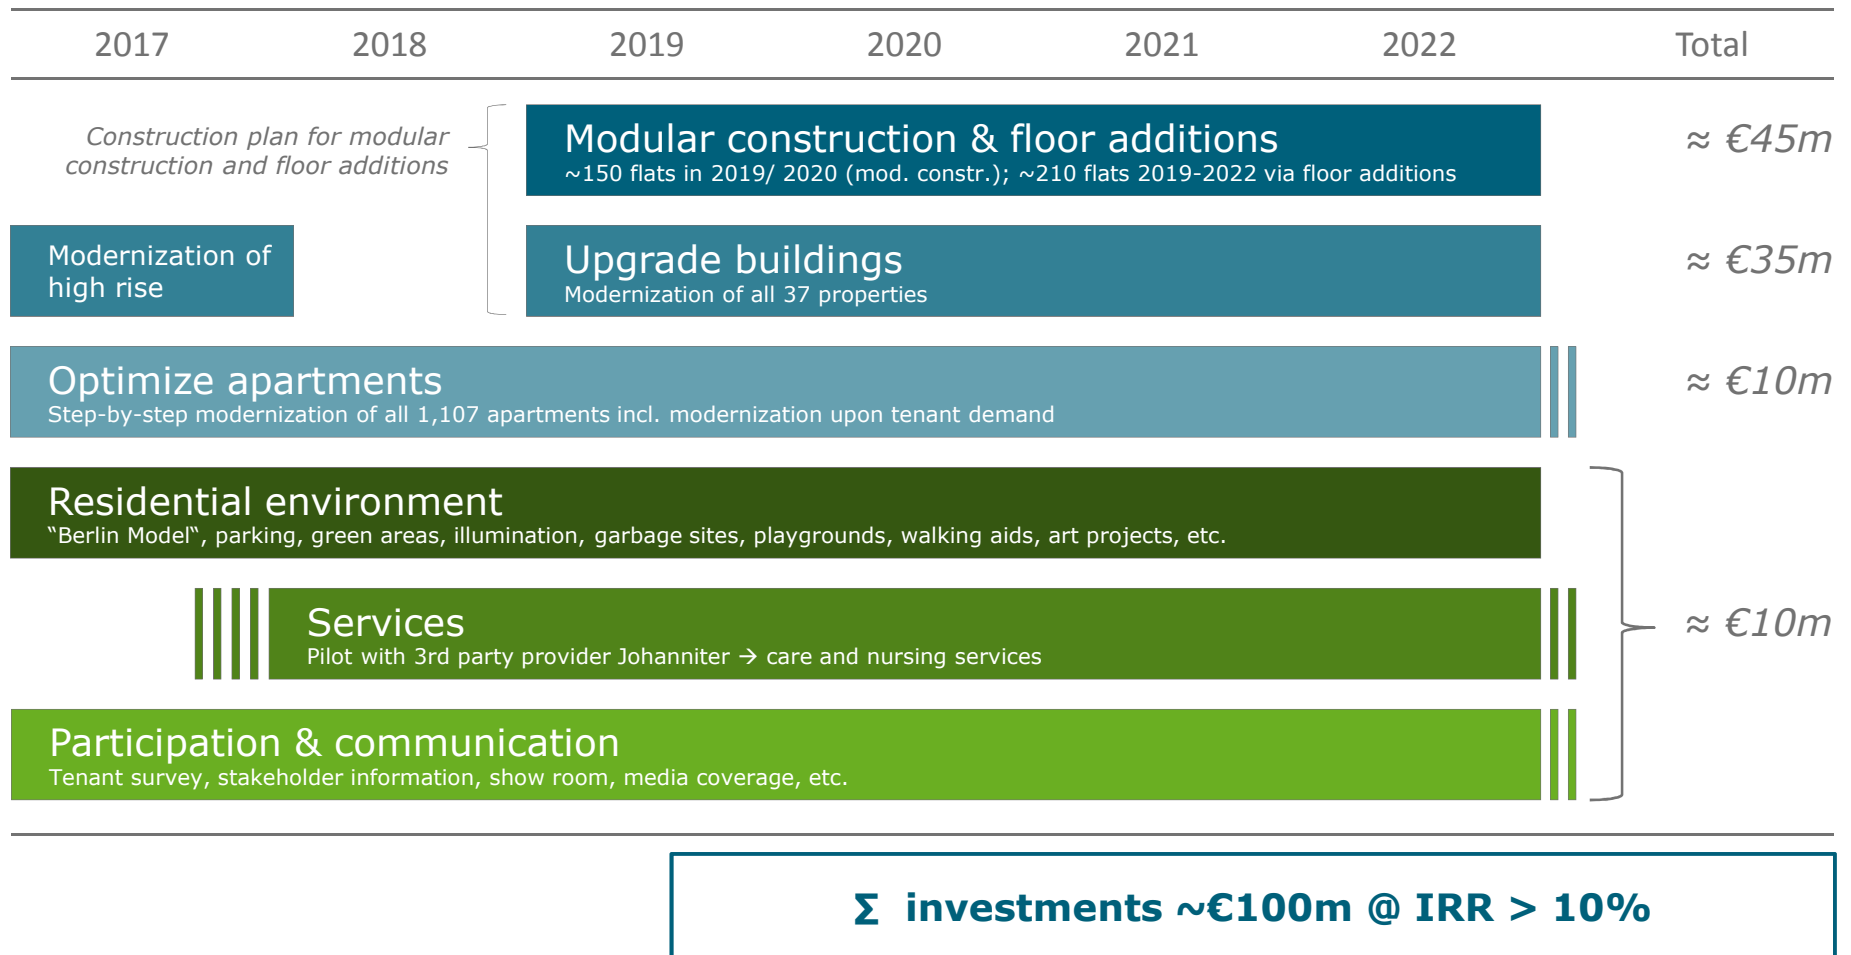 2017 2018 2019 2020 2021 2022 Total
Construction plan for modular
construction and floor additions
Modular construction & floor additions
~150 flats in 2019/ 2020 (mod. constr.); ~210 flats 2019-2022 via floor additions
≈ €45m
Modernization of
high rise
Upgrade buildings
Modernization of all 37 properties
≈ €35m
Optimize apartments
Step-by-step modernization of all 1,107 apartments incl. modernization upon tenant demand
≈ €10m
Residential environment
“Berlin Model“, parking, green areas, illumination, garbage sites, playgrounds, walking aids, art projects, etc.
Services
Pilot with 3rd party provider Johanniter → care and nursing services
≈ €10m
Participation & communication
Tenant survey, stakeholder information, show room, media coverage, etc.
Σ investments ~€100m @ IRR > 10%